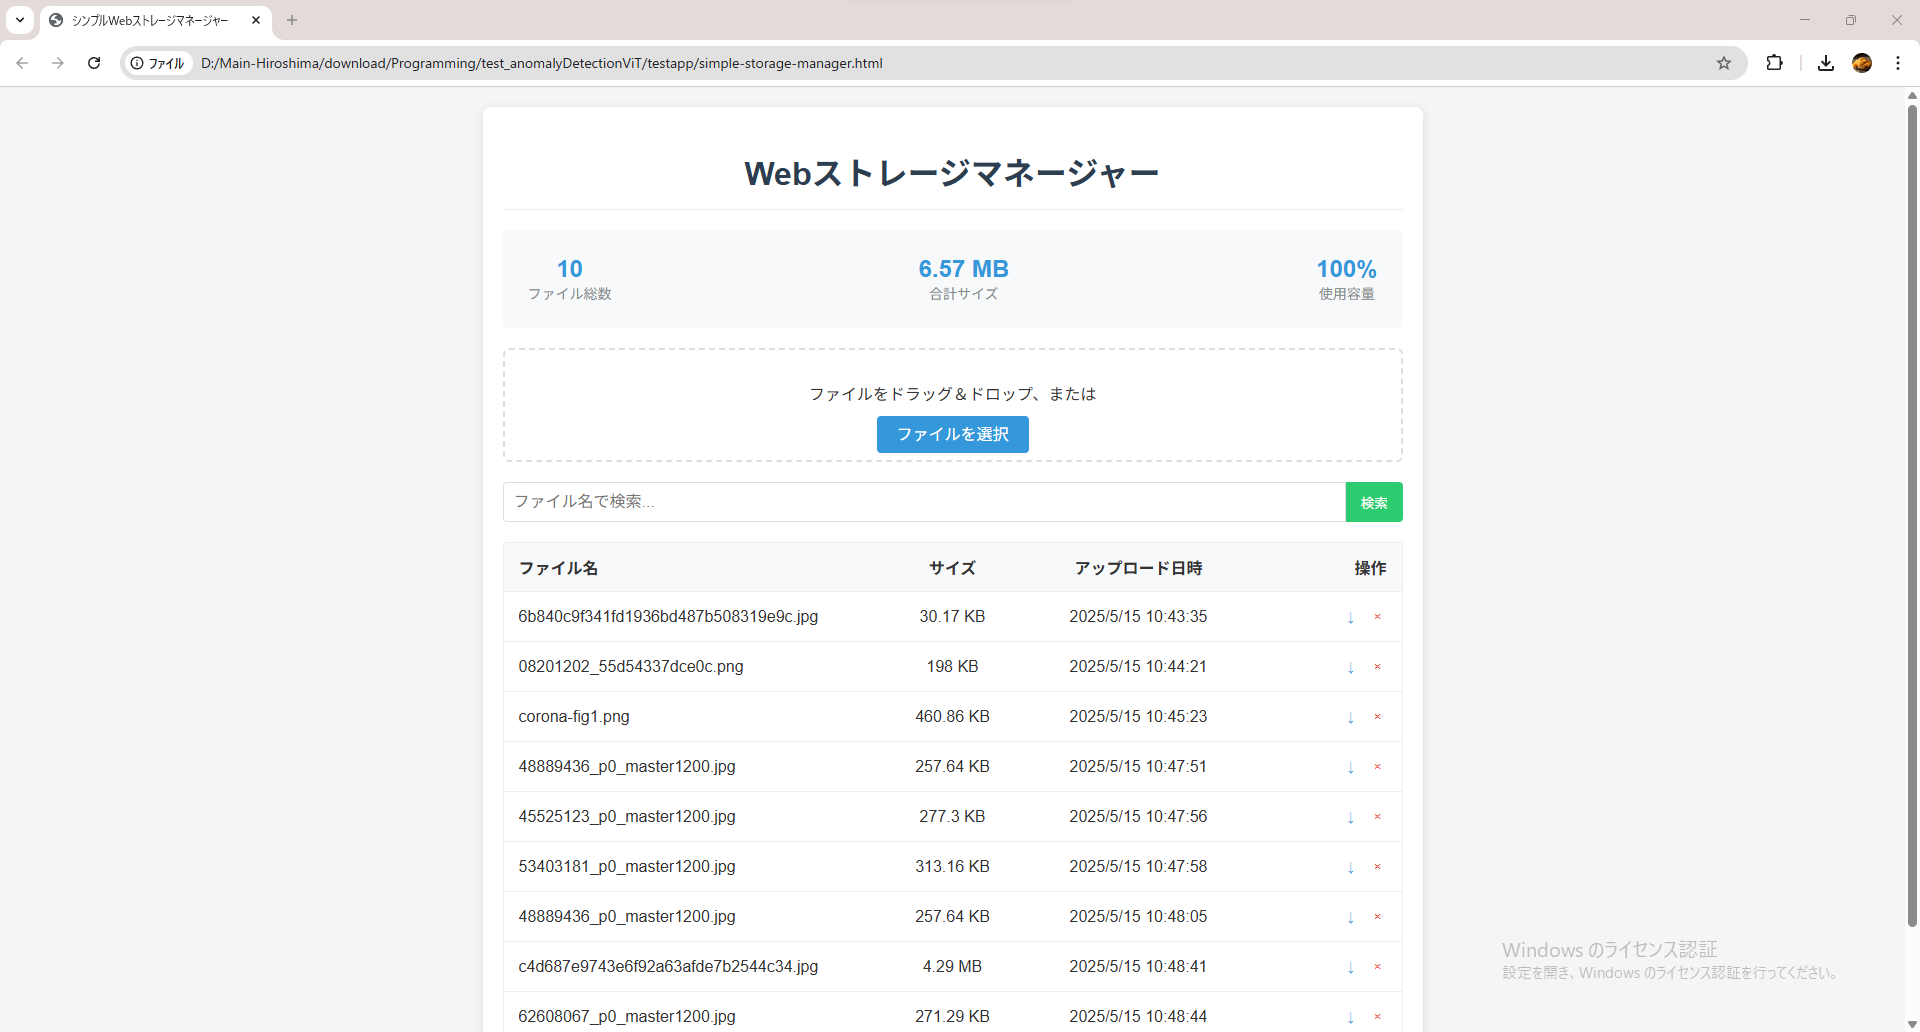 シンプルWebストレージマネージャー
ファイル D:/Main-Hiroshima/download/Programming/test_anomalyDetectionViT/testapp/simple-storage-manager.html
Webストレージマネージャー
10 6.57 MB 100%
ファイル総数 合計サイズ 使用容量
ファイルをドラッグ＆ドロップ、または
ファイルを選択
ファイル名で検索... 検索
ファイル名 サイズ アップロード日時 操作
6b840c9f341fd1936bd487b508319e9c.jpg 30.17 KB 2025/5/15 10:43:35 ↓ ×
08201202_55d54337dce0c.png 198 KB 2025/5/15 10:44:21 ↓ ×
corona-fig1.png 460.86 KB 2025/5/15 10:45:23 ↓ ×
48889436_p0_master1200.jpg 257.64 KB 2025/5/15 10:47:51 ↓ ×
45525123_p0_master1200.jpg 277.3 KB 2025/5/15 10:47:56 ↓ ×
53403181_p0_master1200.jpg 313.16 KB 2025/5/15 10:47:58 ↓ ×
48889436_p0_master1200.jpg 257.64 KB 2025/5/15 10:48:05 ↓ ×
c4d687e9743e6f92a63afde7b2544c34.jpg 4.29 MB 2025/5/15 10:48:41 ↓ ×
62608067_p0_master1200.jpg 271.29 KB 2025/5/15 10:48:44 ↓ ×
Windows のライセンス認証
設定を開き、Windows のライセンス認証を行ってください。